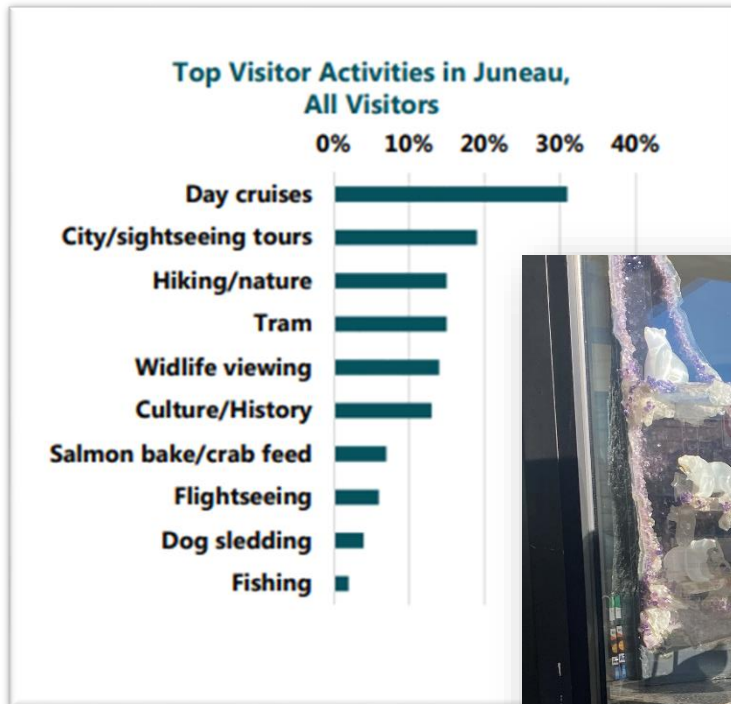 Top Visitor Activities in Juneau,
All Visitors
0% 10% 20% 30% 40%
Day cruises
City/sightseeing tours
Hiking/nature
Tram
Widlife viewing
Culture/History
Salmon bake/crab feed
Flightseeing
Dog sledding
Fishing